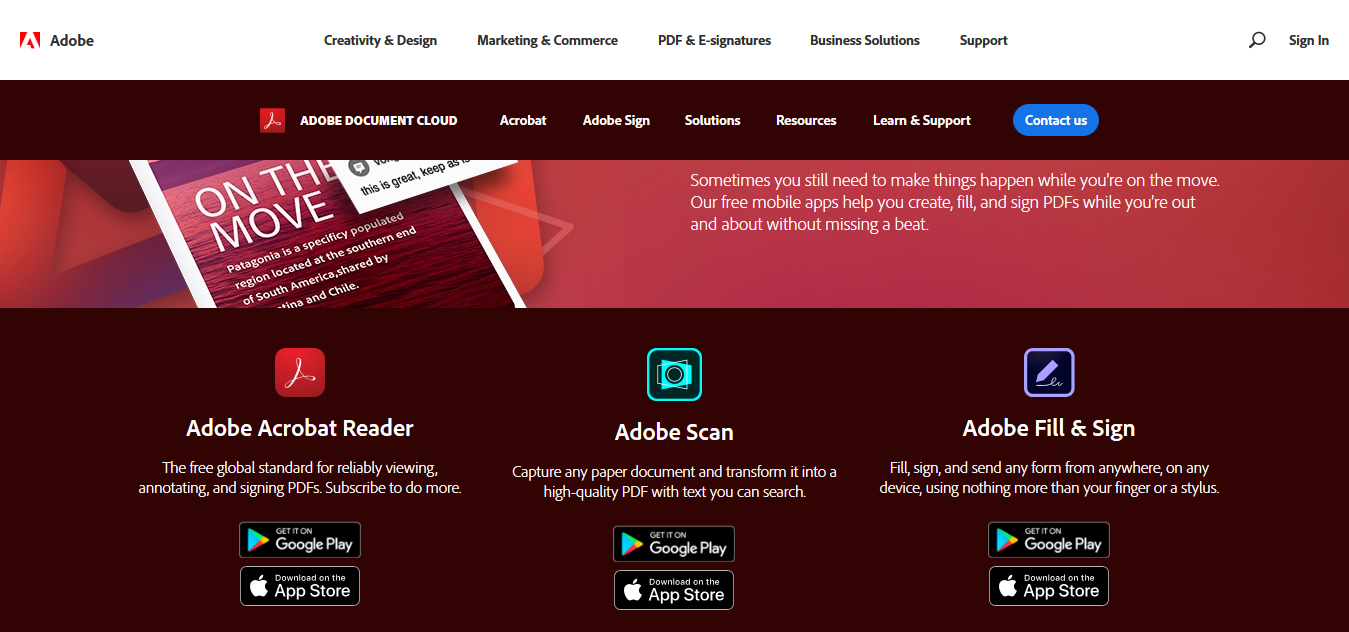 Adobe
Creativity & Design
Marketing & Commerce
PDF & E-signatures
Business Solutions
Support
Sign In
ADOBE DOCUMENT CLOUD
Acrobat
Adobe Sign
Solutions
Resources
Learn & Support
Contact us
ON THE
MOVE
this is great, keep as is
Patagonia is a specificy populated
region located at the southern end
of South America,shared by
and Chile.
Sometimes you still need to make things happen while you're on the move.
Our free mobile apps help you create, fill, and sign PDFs while you're out
and about without missing a beat.
Adobe Acrobat Reader
The free global standard for reliably viewing,
annotating, and signing PDFs. Subscribe to do more.
GET IT ON
Google Play
Download on the
App Store
Adobe Scan
Capture any paper document and transform it into a
high-quality PDF with text you can search.
GET IT ON
Google Play
Download on the
App Store
Adobe Fill & Sign
Fill, sign, and send any form from anywhere, on any
device, using nothing more than your finger or a stylus.
GET IT ON
Google Play
Download on the
App Store